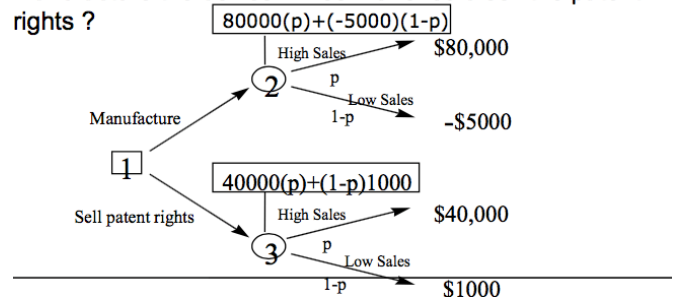 rights ?
80000(p)+(-5000)(1-p)
High Sales
$80,000
2
p
Low Sales
1-p
-$5000
Manufacture
1
40000(p)+(1-p)1000
Sell patent rights
High Sales
$40,000
3
p
Low Sales
1-p
$1000